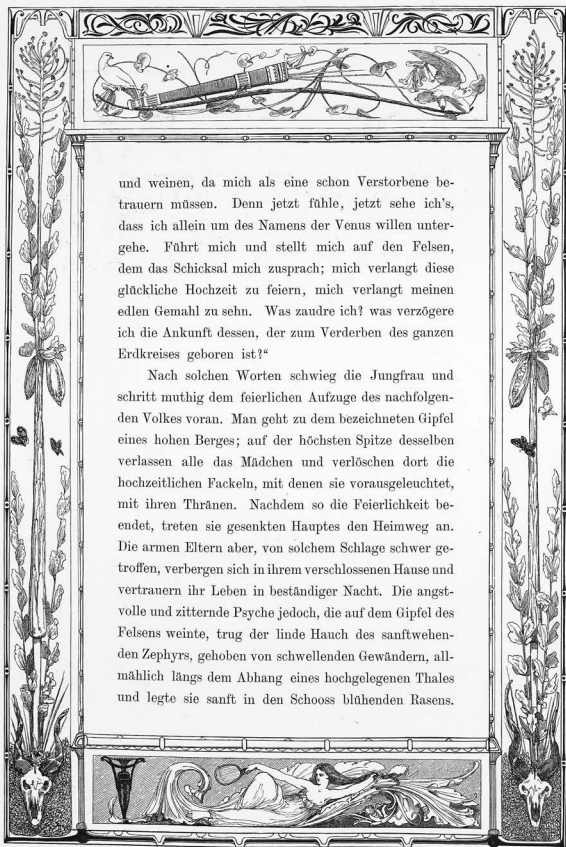 und weinen, da mich als eine schon Verstorbene be-
trauern müssen. Denn jetzt fühle, jetzt sehe ich's,
dass ich allein um des Namens der Venus willen unter-
gehe. Führt mich und stellt mich auf den Felsen,
dem das Schicksal mich zusprach; mich verlangt diese
glückliche Hochzeit zu feiern, mich verlangt meinen
edlen Gemahl zu sehn. Was zaudre ich? was verzögere
ich die Ankunft dessen, der zum Verderben des ganzen
Erdkreises geboren ist?“
Nach solchen Worten schwieg die Jungfrau und
schritt muthig dem feierlichen Aufzuge des nachfolgen-
den Volkes voran. Man geht zu dem bezeichneten Gipfel
eines hohen Berges; auf der höchsten Spitze desselben
verlassen alle das Mädchen und verlöschen dort die
hochzeitlichen Fackeln, mit denen sie vorausgeleuchtet,
mit ihren Thränen. Nachdem so die Feierlichkeit be-
endet, treten sie gesenkten Hauptes den Heimweg an.
Die armen Eltern aber, von solchem Schlage schwer ge-
troffen, verbergen sich in ihrem verschlossenen Hause und
vertrauern ihr Leben in beständiger Nacht. Die angst-
volle und zitternde Psyche jedoch, die auf dem Gipfel des
Felsens weinte, trug der linde Hauch des sanftwehen-
den Zephyrs, gehoben von schwellenden Gewändern, all-
mählich längs dem Abhang eines hochgelegenen Thales
und legte sie sanft in den Schooss blühenden Rasens.